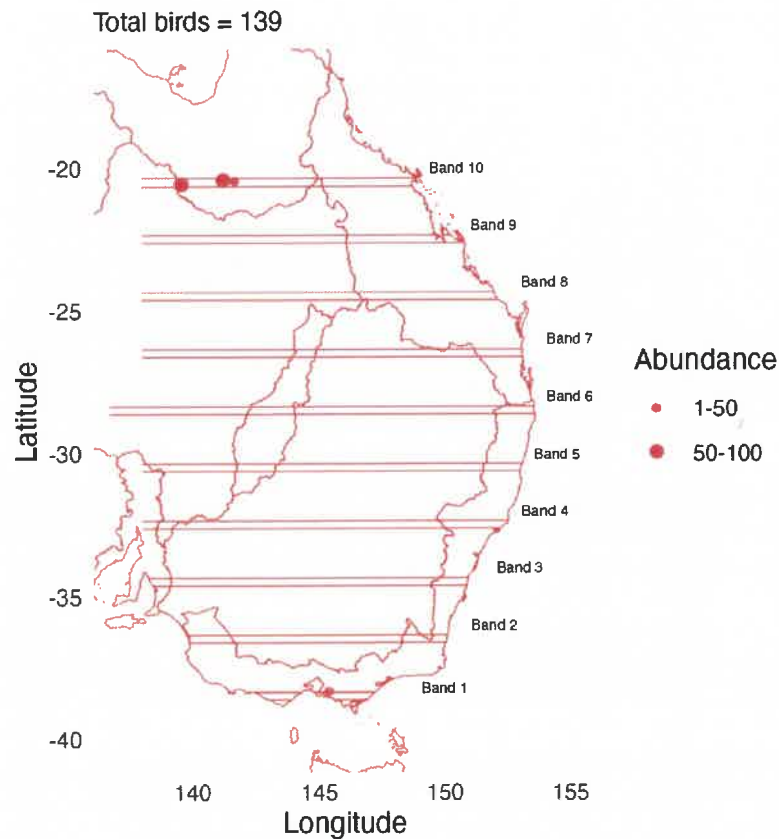 Total birds = 139
-20
Band 10
Band 9
Band 8
-25
Band 7
Abundance
Band 6
1-50
Latitude
-30
Band 5
50-100
Band 4
Band 3
-35
Band 2
Band 1
-40
140 145 150 155
Longitude